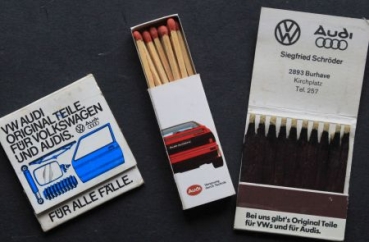 VW AUDI
ORIGINAL TEILE
FÜR VOLKSWAGEN
UND AUDIS.
FÜR ALLE FÄLLE.
Audi
Audi
Siegfried Schröder
2893 Burhave
Kirchplatz
Tel. 257
Bei uns gibt's Original Teile
für VWs und für Audis.